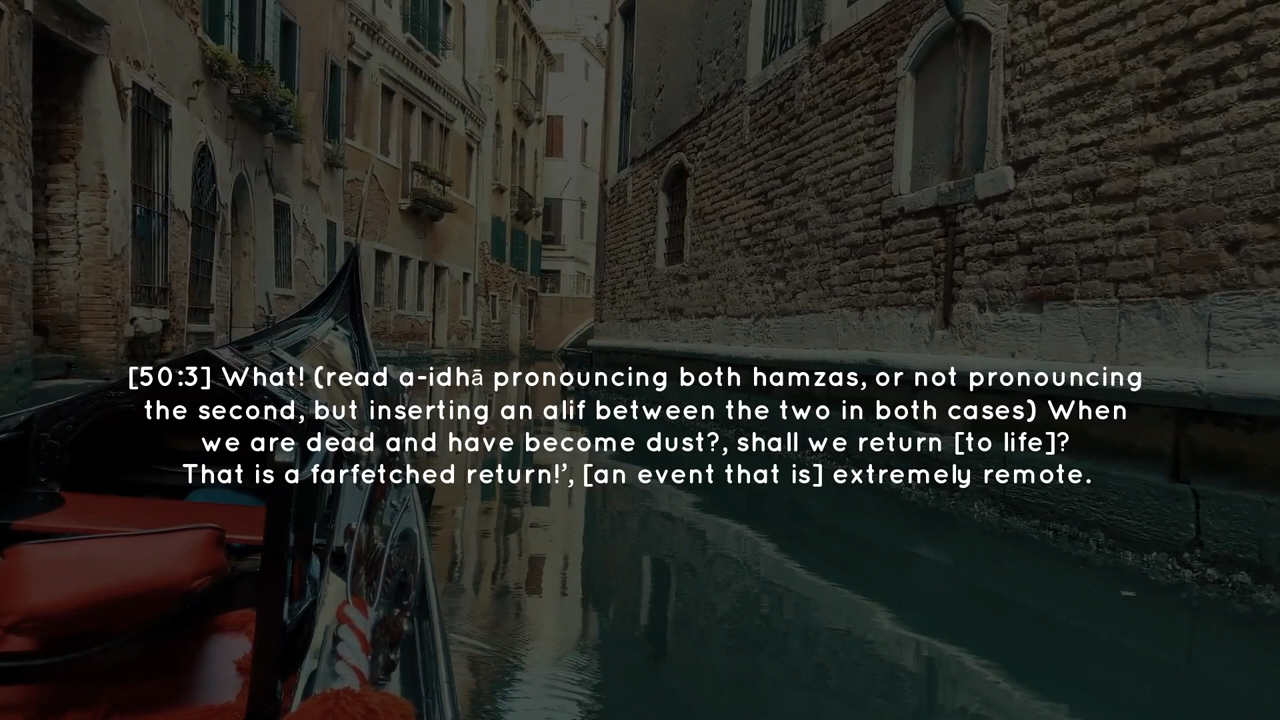 [50:3] What! (read a-idhā pronouncing both hamzas, or not pronouncing
the second, but inserting an alif between the two in both cases) When
we are dead and have become dust?, shall we return [to life]?
That is a farfetched return!’, [an event that is] extremely remote.